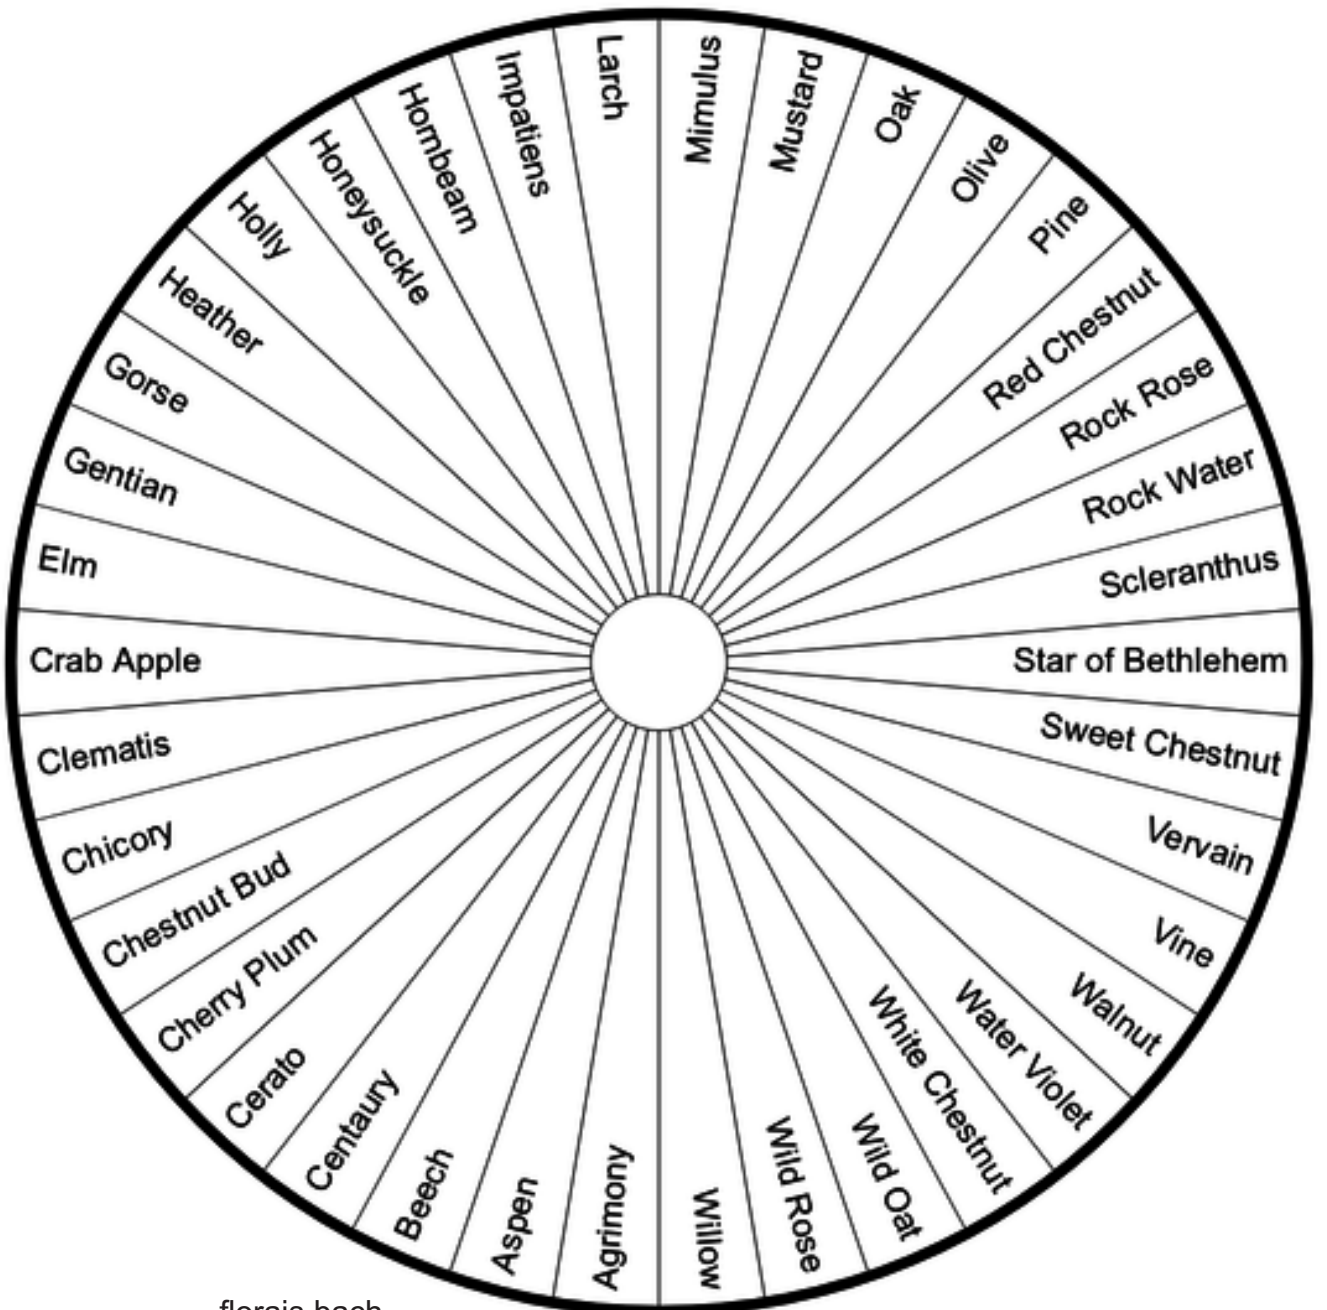 Mimulus
Mustard
Oak
Olive
Pine
Red Chestnut
Rock Rose
Rock Water
Scleranthus
Star of Bethlehem
Sweet Chestnut
Vervain
Vine
Walnut
Water Violet
White Chestnut
Wild Oat
Wild Rose
Willow
Agrimony
Aspen
Beech
Centaury
Cerato
Cherry Plum
Chestnut Bud
Chicory
Clematis
Crab Apple
Elm
Gentian
Gorse
Heather
Holly
Honeysuckle
Hornbeam
Impatiens
Larch
florais bach